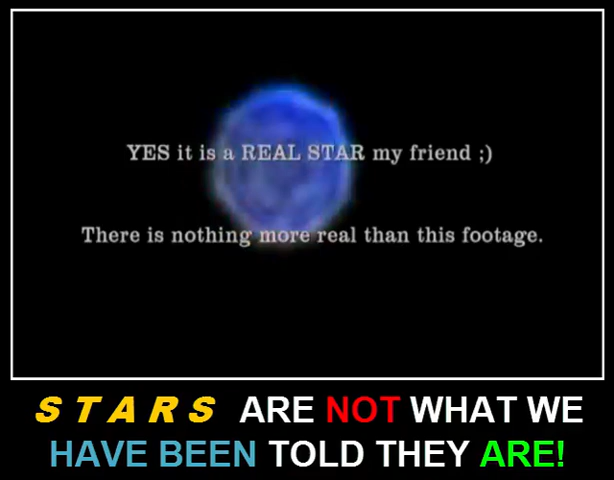 YES it is a REAL STAR my friend ;)
There is nothing more real than this footage.
STARS ARE NOT WHAT WE
HAVE BEEN TOLD THEY ARE!